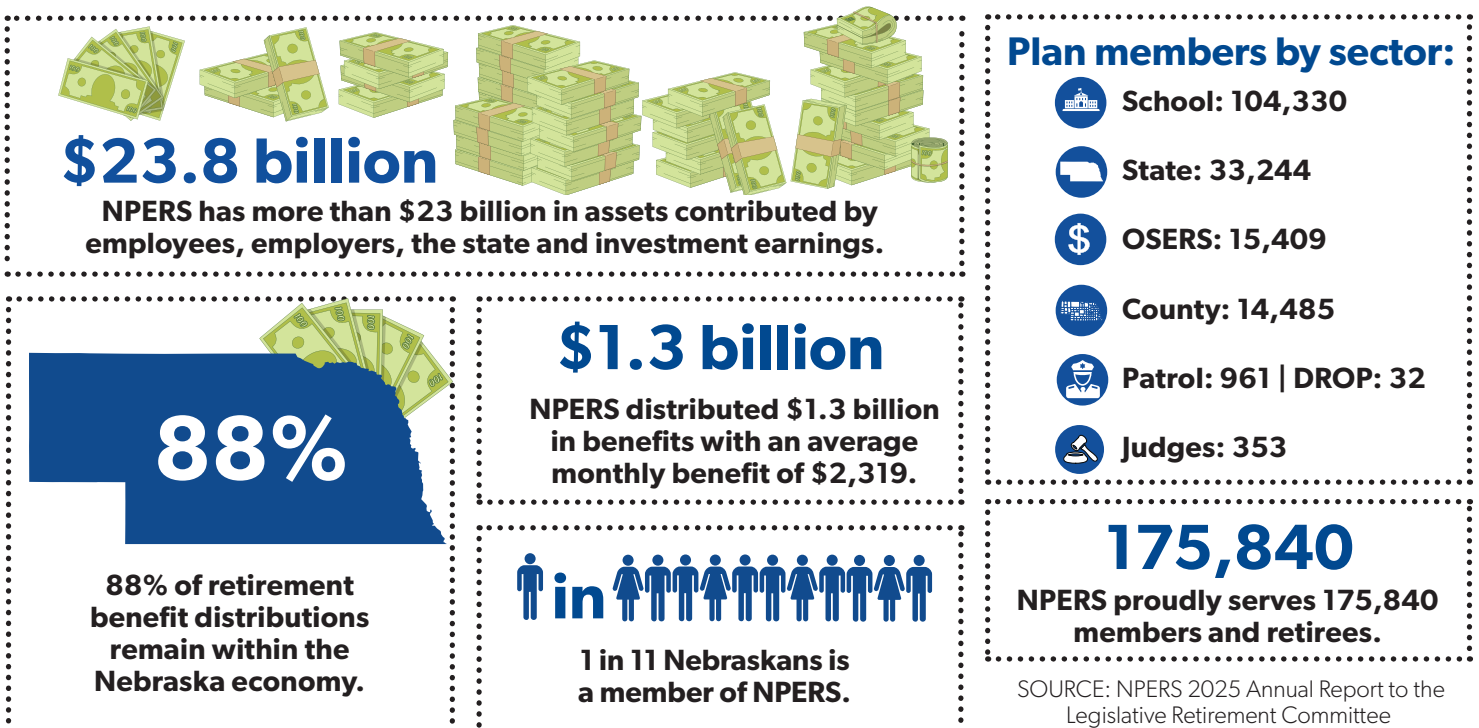 $23.8 billion
NPERS has more than $23 billion in assets contributed by
employees, employers, the state and investment earnings.
88%
88% of retirement
benefit distributions
remain within the
Nebraska economy.
$1.3 billion
NPERS distributed $1.3 billion
in benefits with an average
monthly benefit of $2,319.
in
1 in 11 Nebraskans is
a member of NPERS.
Plan members by sector:
School: 104,330
State: 33,244
$
OSERS: 15,409
County: 14,485
Patrol: 961 | DROP: 32
Judges: 353
175,840
NPERS proudly serves 175,840
members and retirees.
SOURCE: NPERS 2025 Annual Report to the
Legislative Retirement Committee